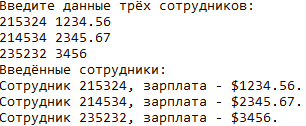 Введите данные трёх сотрудников:
215324 1234.56
214534 2345.67
235232 3456
Введённые сотрудники:
Сотрудник 215324, зарплата - $1234.56.
Сотрудник 214534, зарплата - $2345.67.
Сотрудник 235232, зарплата - $3456.